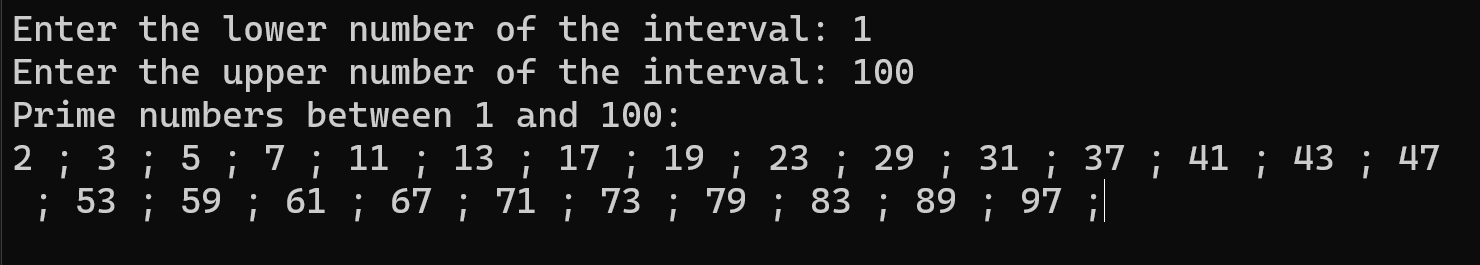 Enter the lower number of the interval: 1
Enter the upper number of the interval: 100
Prime numbers between 1 and 100:
2 ; 3 ; 5 ; 7 ; 11 ; 13 ; 17 ; 19 ; 23 ; 29 ; 31 ; 37 ; 41 ; 43 ; 47
; 53 ; 59 ; 61 ; 67 ; 71 ; 73 ; 79 ; 83 ; 89 ; 97 ;